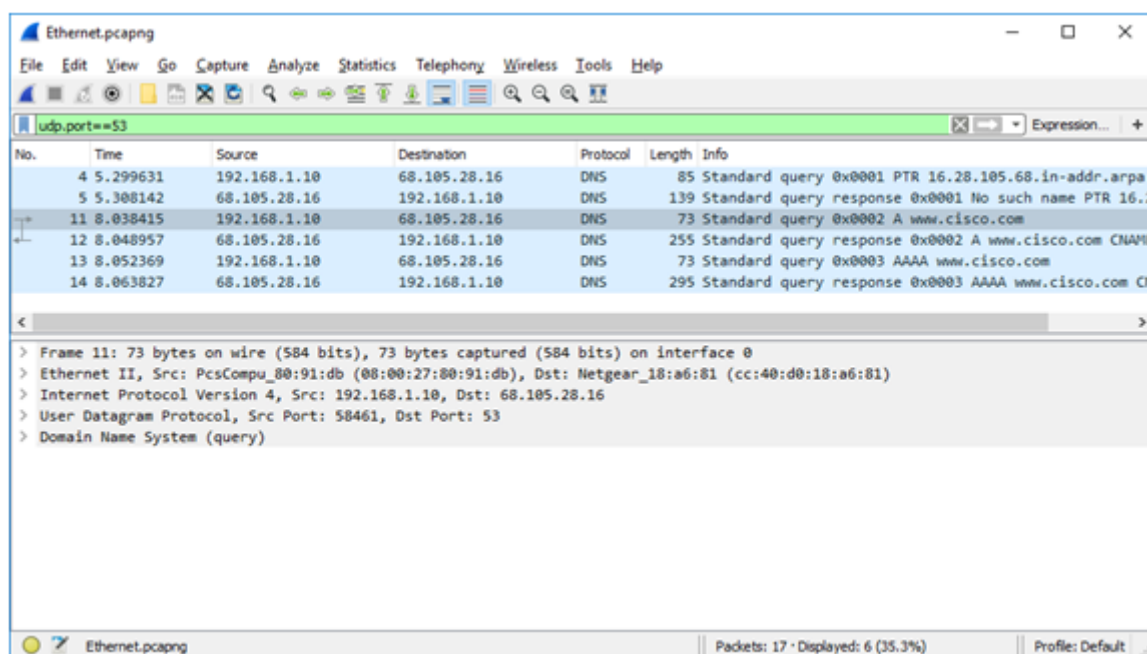 Ethernet.pcapng
File Edit View Go Capture Analyze Statistics Telephony Wireless Tools Help
udp.port==53 Expression... +
No. Time Source Destination Protocol Length Info
4 5.299631 192.168.1.10 68.105.28.16 DNS 85 Standard query 0x0001 PTR 16.28.105.68.in-addr.arpa
5 5.308142 68.105.28.16 192.168.1.10 DNS 139 Standard query response 0x0001 No such name PTR 16.
11 8.038415 192.168.1.10 68.105.28.16 DNS 73 Standard query 0x0002 A www.cisco.com
12 8.048957 68.105.28.16 192.168.1.10 DNS 255 Standard query response 0x0002 A www.cisco.com CNAM
13 8.052369 192.168.1.10 68.105.28.16 DNS 73 Standard query 0x0003 AAAA www.cisco.com
14 8.063827 68.105.28.16 192.168.1.10 DNS 295 Standard query response 0x0003 AAAA www.cisco.com C
> Frame 11: 73 bytes on wire (584 bits), 73 bytes captured (584 bits) on interface 0
> Ethernet II, Src: PcsCompu_80:91:db (08:00:27:80:91:db), Dst: Netgear_18:a6:81 (cc:40:d0:18:a6:81)
> Internet Protocol Version 4, Src: 192.168.1.10, Dst: 68.105.28.16
> User Datagram Protocol, Src Port: 58461, Dst Port: 53
> Domain Name System (query)
Ethernet.pcapng Packets: 17 · Displayed: 6 (35.3%) Profile: Default